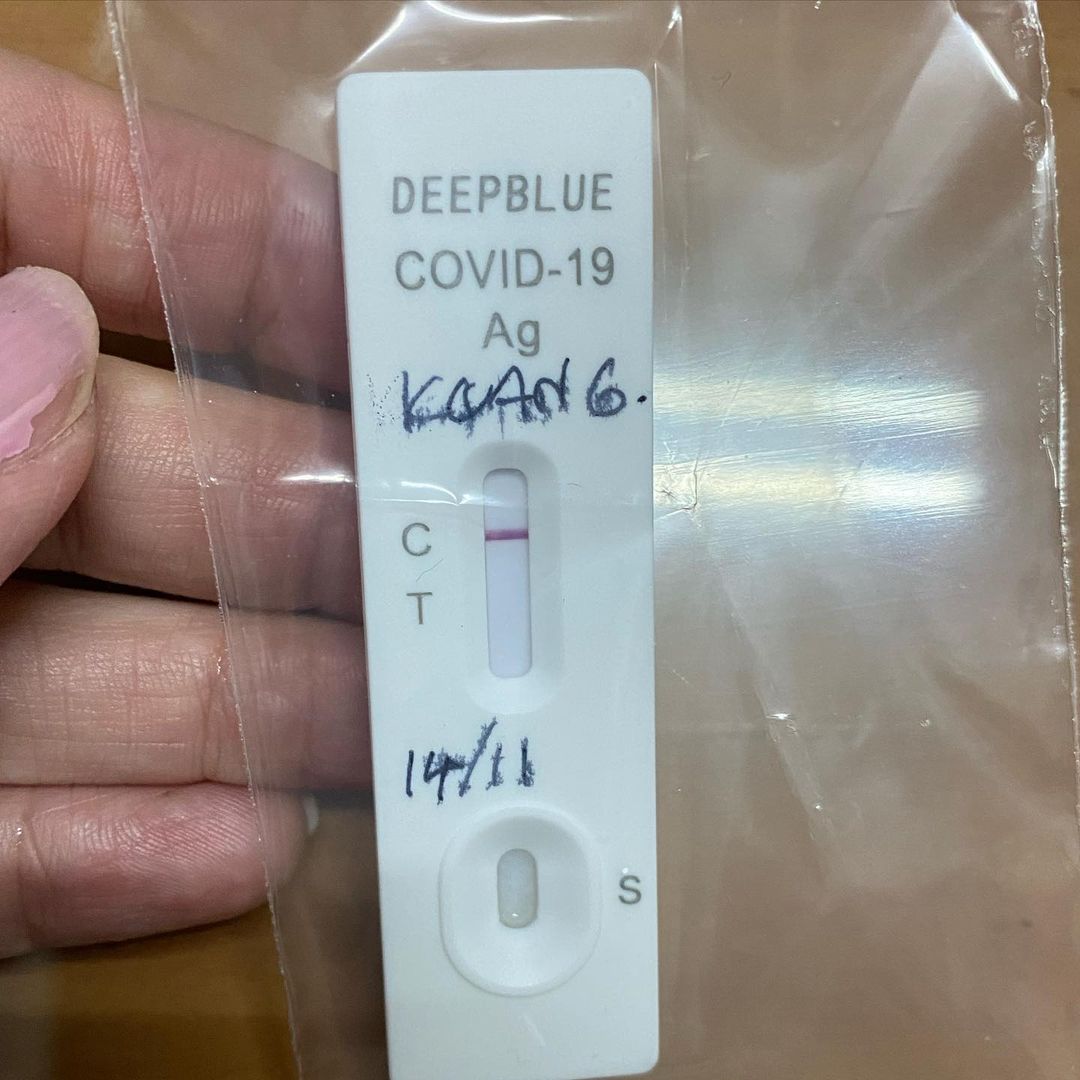 DEEPBLUE
COVID-19
Ag
C
T
14/11
S